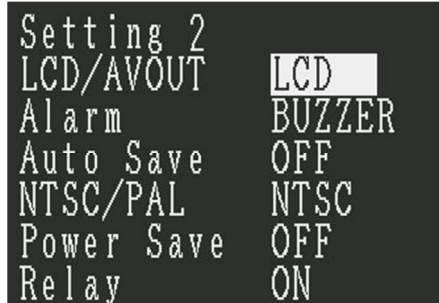 Setting 2
LCD/AVOUT LCD
Alarm BUZZER
Auto Save OFF
NTSC/PAL NTSC
Power Save OFF
Relay ON